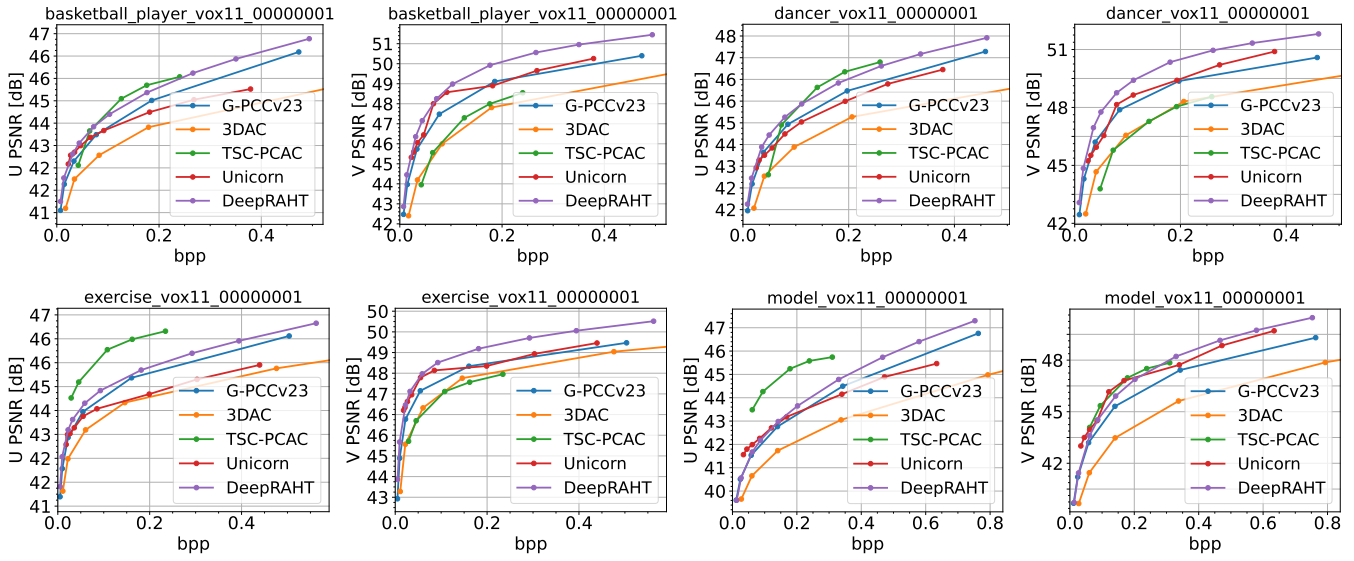 basketball_player_vox11_00000001
U PSNR [dB]
47
46
46
45
44
43
42
42
41
0.0
0.2
0.4
bpp
G-PCCv23
3DAC
TSC-PCAC
Unicorn
DeepRAHT
basketball_player_vox11_00000001
V PSNR [dB]
51
50
49
48
47
46
45
44
43
42
0.0
0.2
0.4
bpp
G-PCCv23
3DAC
TSC-PCAC
Unicorn
DeepRAHT
dancer_vox11_00000001
U PSNR [dB]
48
47
46
46
45
44
43
42
0.0
0.2
0.4
bpp
G-PCCv23
3DAC
TSC-PCAC
Unicorn
DeepRAHT
dancer_vox11_00000001
V PSNR [dB]
51
48
45
42
0.0
0.2
0.4
bpp
G-PCCv23
3DAC
TSC-PCAC
Unicorn
DeepRAHT
exercise_vox11_00000001
U PSNR [dB]
47
46
46
45
44
43
42
42
41
0.0
0.2
0.4
bpp
G-PCCv23
3DAC
TSC-PCAC
Unicorn
DeepRAHT
exercise_vox11_00000001
V PSNR [dB]
50
50
49
48
47
46
46
45
44
43
0.0
0.2
0.4
bpp
G-PCCv23
3DAC
TSC-PCAC
Unicorn
DeepRAHT
model_vox11_00000001
U PSNR [dB]
47
46
45
44
43
42
41
40
0.0
0.2
0.4
0.6
0.8
bpp
G-PCCv23
3DAC
TSC-PCAC
Unicorn
DeepRAHT
model_vox11_00000001
V PSNR [dB]
48
45
42
0.0
0.2
0.4
0.6
0.8
bpp
G-PCCv23
3DAC
TSC-PCAC
Unicorn
DeepRAHT